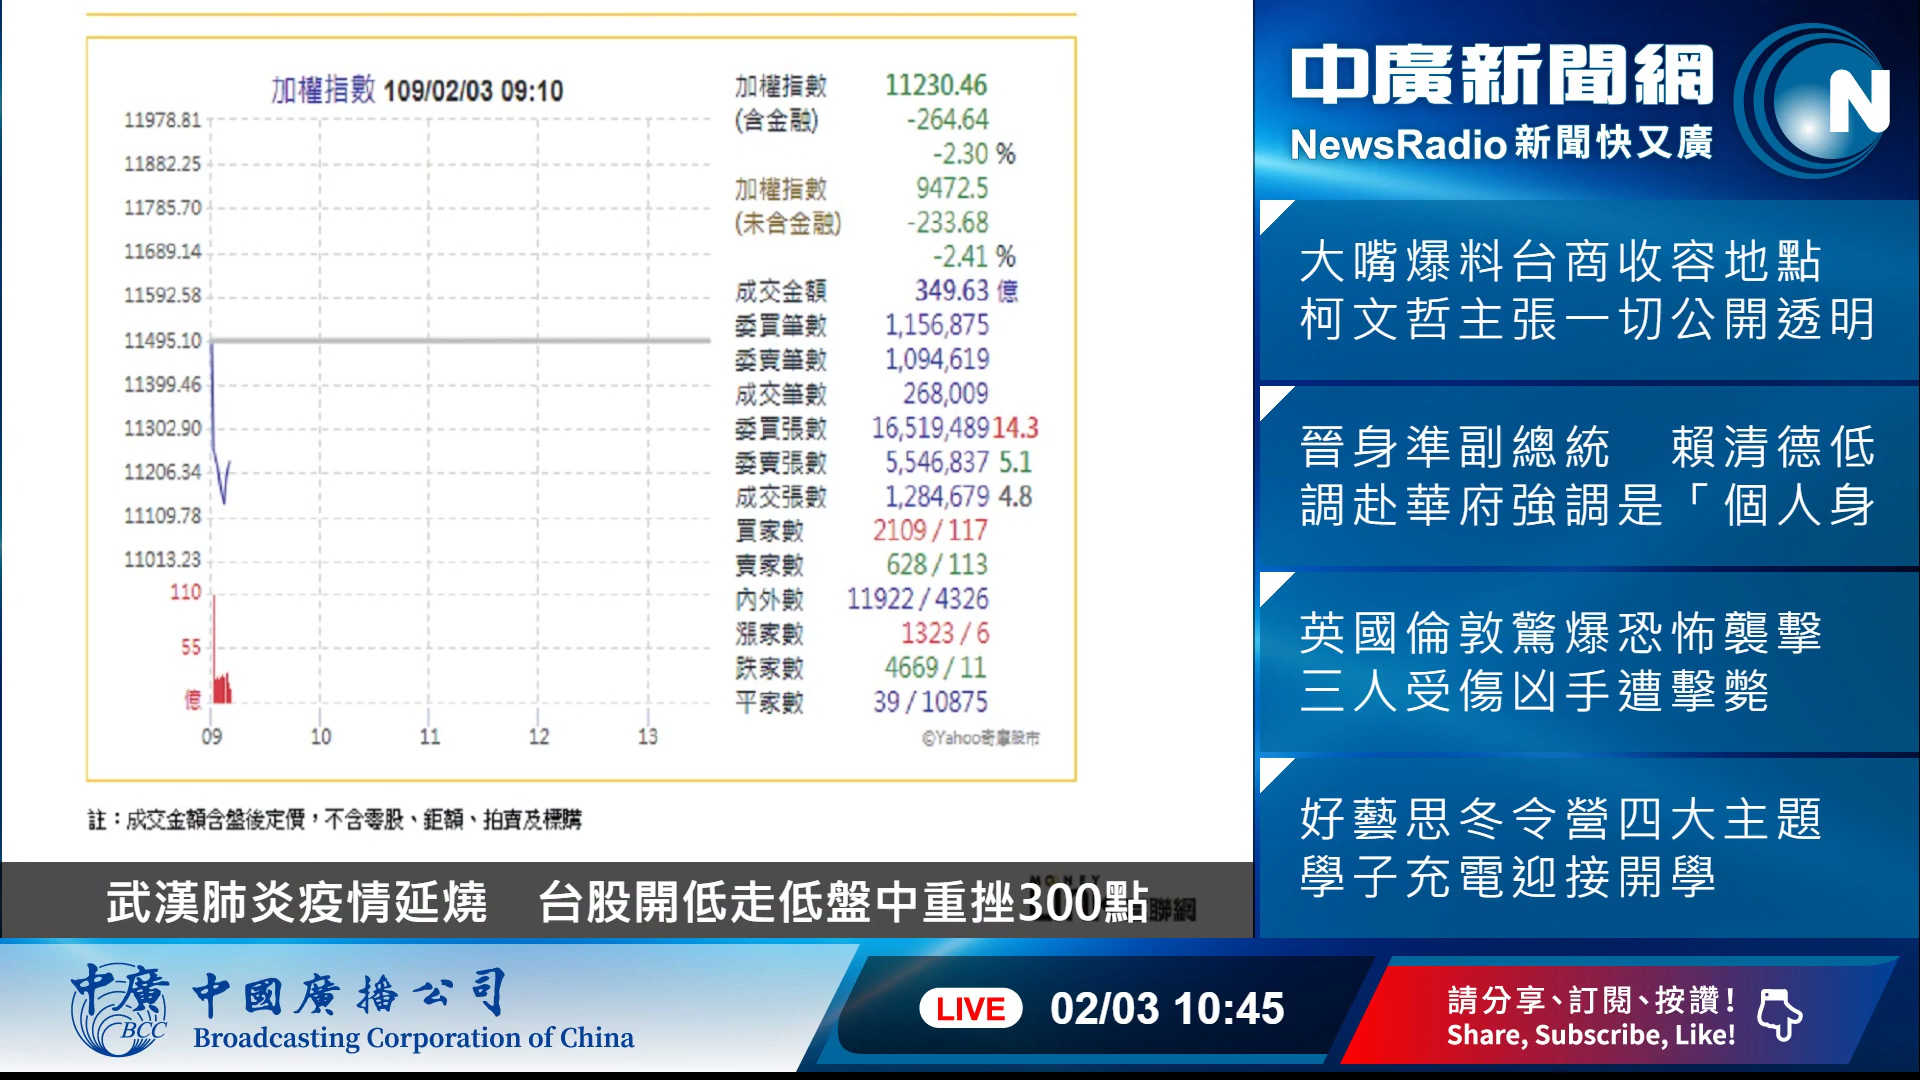 加權指數 109/02/03 09:10
11978.81
11882.25
11785.70
11689.14
11592.58
11495.10
11399.46
11302.90
11206.34
11109.78
11013.23
110
55
億
09 10 11 12 13
加權指數 11230.46
(含金融) -264.64
-2.30 %
加權指數 9472.5
(未含金融) -233.68
-2.41 %
成交金額 349.63 億
委買筆數 1,156,875
委賣筆數 1,094,619
成交筆數 268,009
委買張數 16,519,489 14.3
委賣張數 5,546,837 5.1
成交張數 1,284,679 4.8
買家數 2109 / 117
賣家數 628 / 113
內外數 11922 / 4326
漲家數 1323 / 6
跌家數 4669 / 11
平家數 39 / 10875
©Yahoo奇摩股市
註：成交金額含盤後定價，不含零股、鉅額、拍賣及標購
MONEY
聯網
武漢肺炎疫情延燒　台股開低走低盤中重挫300點
中廣新聞網
NewsRadio 新聞快又廣
N
大嘴爆料台商收容地點
柯文哲主張一切公開透明
晉身準副總統　賴清德低
調赴華府強調是「個人身
英國倫敦驚爆恐怖襲擊
三人受傷凶手遭擊斃
好藝思冬令營四大主題
學子充電迎接開學
中廣
BCC
中國廣播公司
Broadcasting Corporation of China
LIVE 02/03 10:45
請分享、訂閱、按讚！
Share, Subscribe, Like!